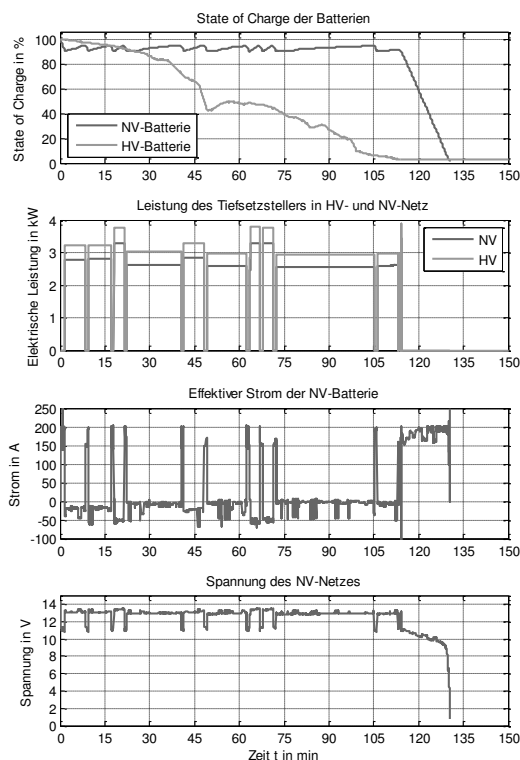 State of Charge der Batterien
State of Charge in %
100
80
60
40
20
0
NV-Batterie
HV-Batterie
0 15 30 45 60 75 90 105 120 135 150
Leistung des Tiefsetzstellers in HV- und NV-Netz
Elektrische Leistung in kW
4
3
2
1
0
NV
HV
0 15 30 45 60 75 90 105 120 135 150
Effektiver Strom der NV-Batterie
Strom in A
250
200
150
100
50
0
-50
-100
0 15 30 45 60 75 90 105 120 135 150
Spannung des NV-Netzes
Spannung in V
14
12
10
8
6
4
2
0
0 15 30 45 60 75 90 105 120 135 150
Zeit t in min